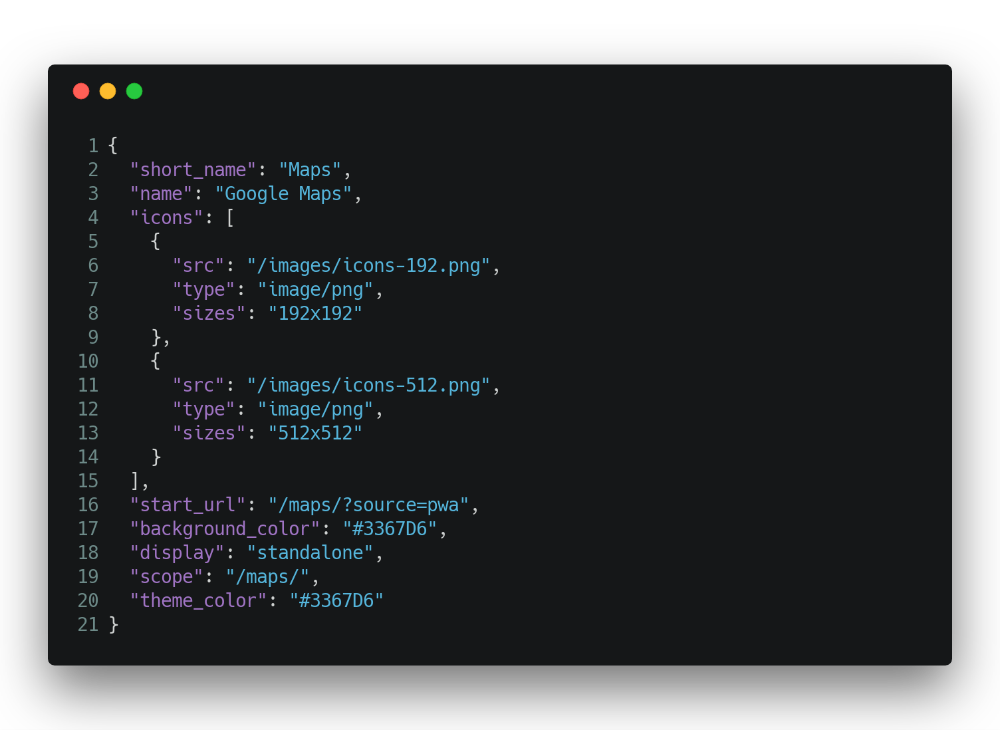 1 {
2   "short_name": "Maps",
3   "name": "Google Maps",
4   "icons": [
5     {
6       "src": "/images/icons-192.png",
7       "type": "image/png",
8       "sizes": "192x192"
9     },
10     {
11       "src": "/images/icons-512.png",
12       "type": "image/png",
13       "sizes": "512x512"
14     }
15   ],
16   "start_url": "/maps/?source=pwa",
17   "background_color": "#3367D6",
18   "display": "standalone",
19   "scope": "/maps/",
20   "theme_color": "#3367D6"
21 }